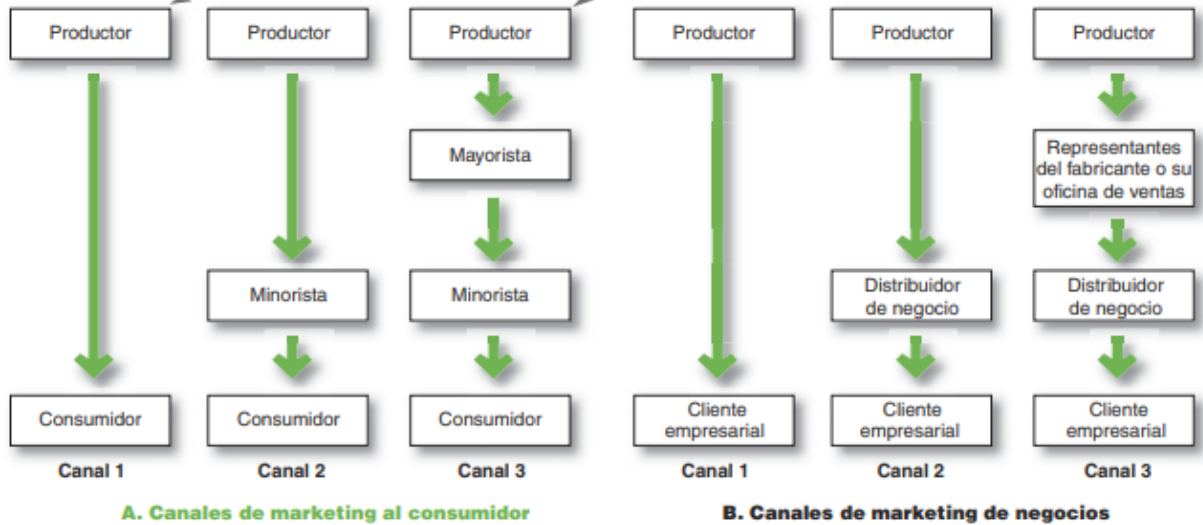 Productor
Productor
Productor
Productor
Productor
Productor
Mayorista
Representantes
del fabricante o su
oficina de ventas
Minorista
Minorista
Distribuidor
de negocio
Distribuidor
de negocio
Consumidor
Consumidor
Consumidor
Cliente
empresarial
Cliente
empresarial
Cliente
empresarial
Canal 1
Canal 2
Canal 3
Canal 1
Canal 2
Canal 3
A. Canales de marketing al consumidor
B. Canales de marketing de negocios